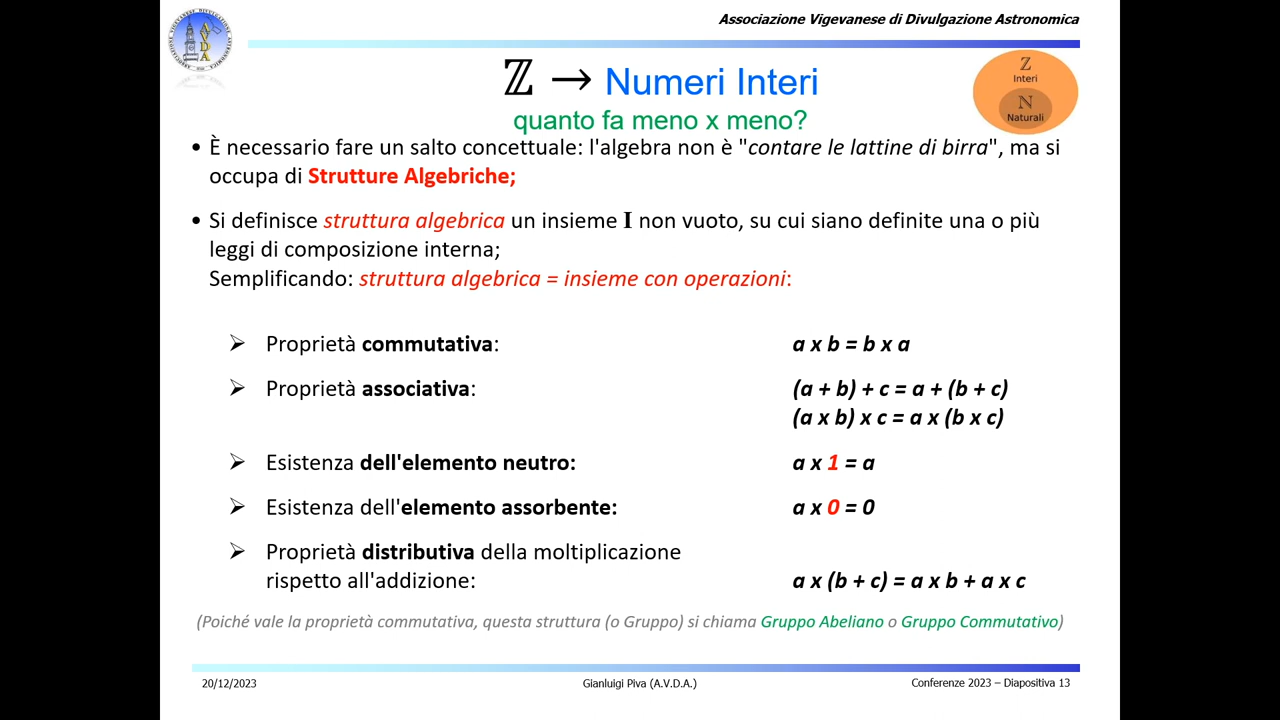 Associazione Vigevanese di Divulgazione Astronomica
A.V.D.A
ℤ → Numeri Interi
quanto fa meno x meno?
ℤ
Interi
ℕ
Naturali
• È necessario fare un salto concettuale: l'algebra non è "contare le lattine di birra", ma si
occupa di Strutture Algebriche;
• Si definisce struttura algebrica un insieme I non vuoto, su cui siano definite una o più
leggi di composizione interna;
Semplificando: struttura algebrica = insieme con operazioni:
➢ Proprietà commutativa: a x b = b x a
➢ Proprietà associativa: (a + b) + c = a + (b + c)
(a x b) x c = a x (b x c)
➢ Esistenza dell'elemento neutro: a x 1 = a
➢ Esistenza dell'elemento assorbente: a x 0 = 0
➢ Proprietà distributiva della moltiplicazione
rispetto all'addizione: a x (b + c) = a x b + a x c
(Poiché vale la proprietà commutativa, questa struttura (o Gruppo) si chiama Gruppo Abeliano o Gruppo Commutativo)
20/12/2023 Gianluigi Piva (A.V.D.A.) Conferenze 2023 – Diapositiva 13